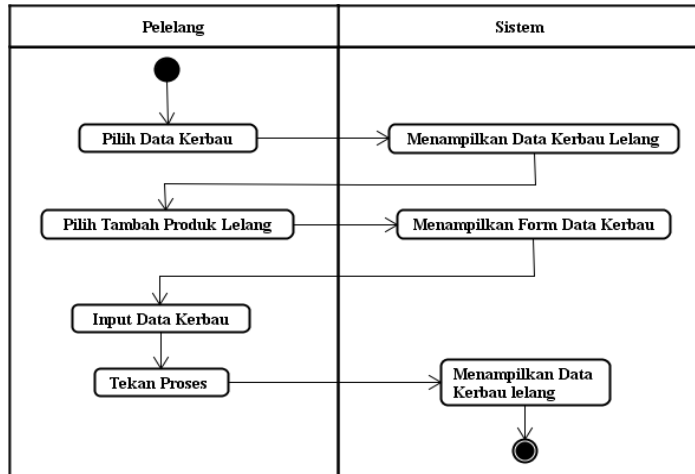 Pelelang
Sistem
Pilih Data Kerbau
Menampilkan Data Kerbau Lelang
Pilih Tambah Produk Lelang
Menampilkan Form Data Kerbau
Input Data Kerbau
Tekan Proses
Menampilkan Data
Kerbau lelang